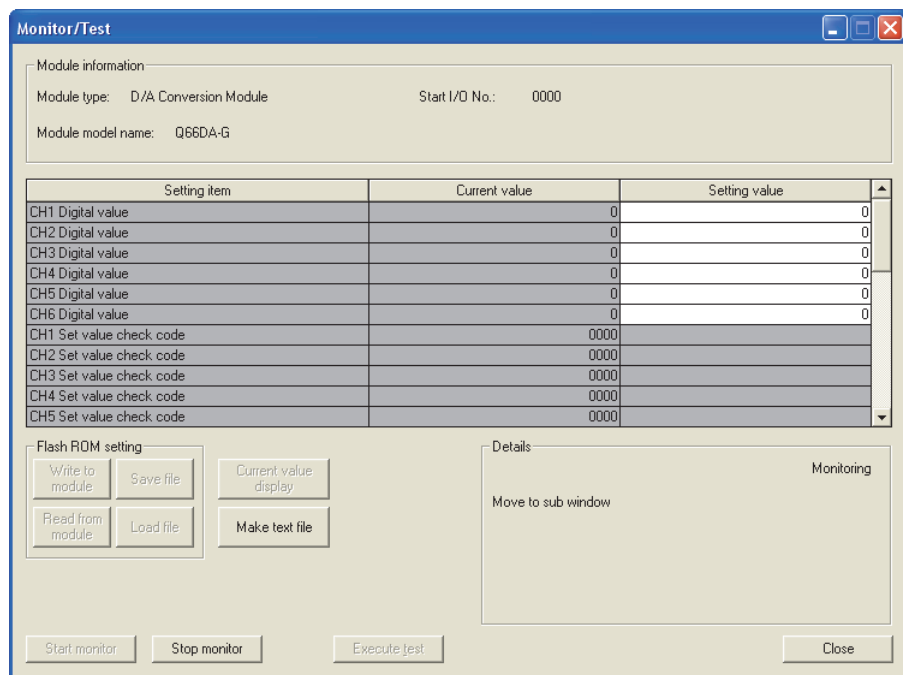 Monitor/Test
Module information
Module type: D/A Conversion Module Start I/O No.: 0000
Module model name: Q66DA-G
Setting item Current value Setting value
CH1 Digital value 0 0
CH2 Digital value 0 0
CH3 Digital value 0 0
CH4 Digital value 0 0
CH5 Digital value 0 0
CH6 Digital value 0 0
CH1 Set value check code 0000
CH2 Set value check code 0000
CH3 Set value check code 0000
CH4 Set value check code 0000
CH5 Set value check code 0000
Flash ROM setting
Write to
module
Save file
Current value
display
Read from
module
Load file
Make text file
Details
Monitoring
Move to sub window
Start monitor Stop monitor Execute test Close